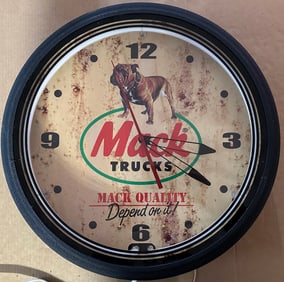 12
Mack
9 3
TRUCKS
MACK QUALITY
Depend on it!
6